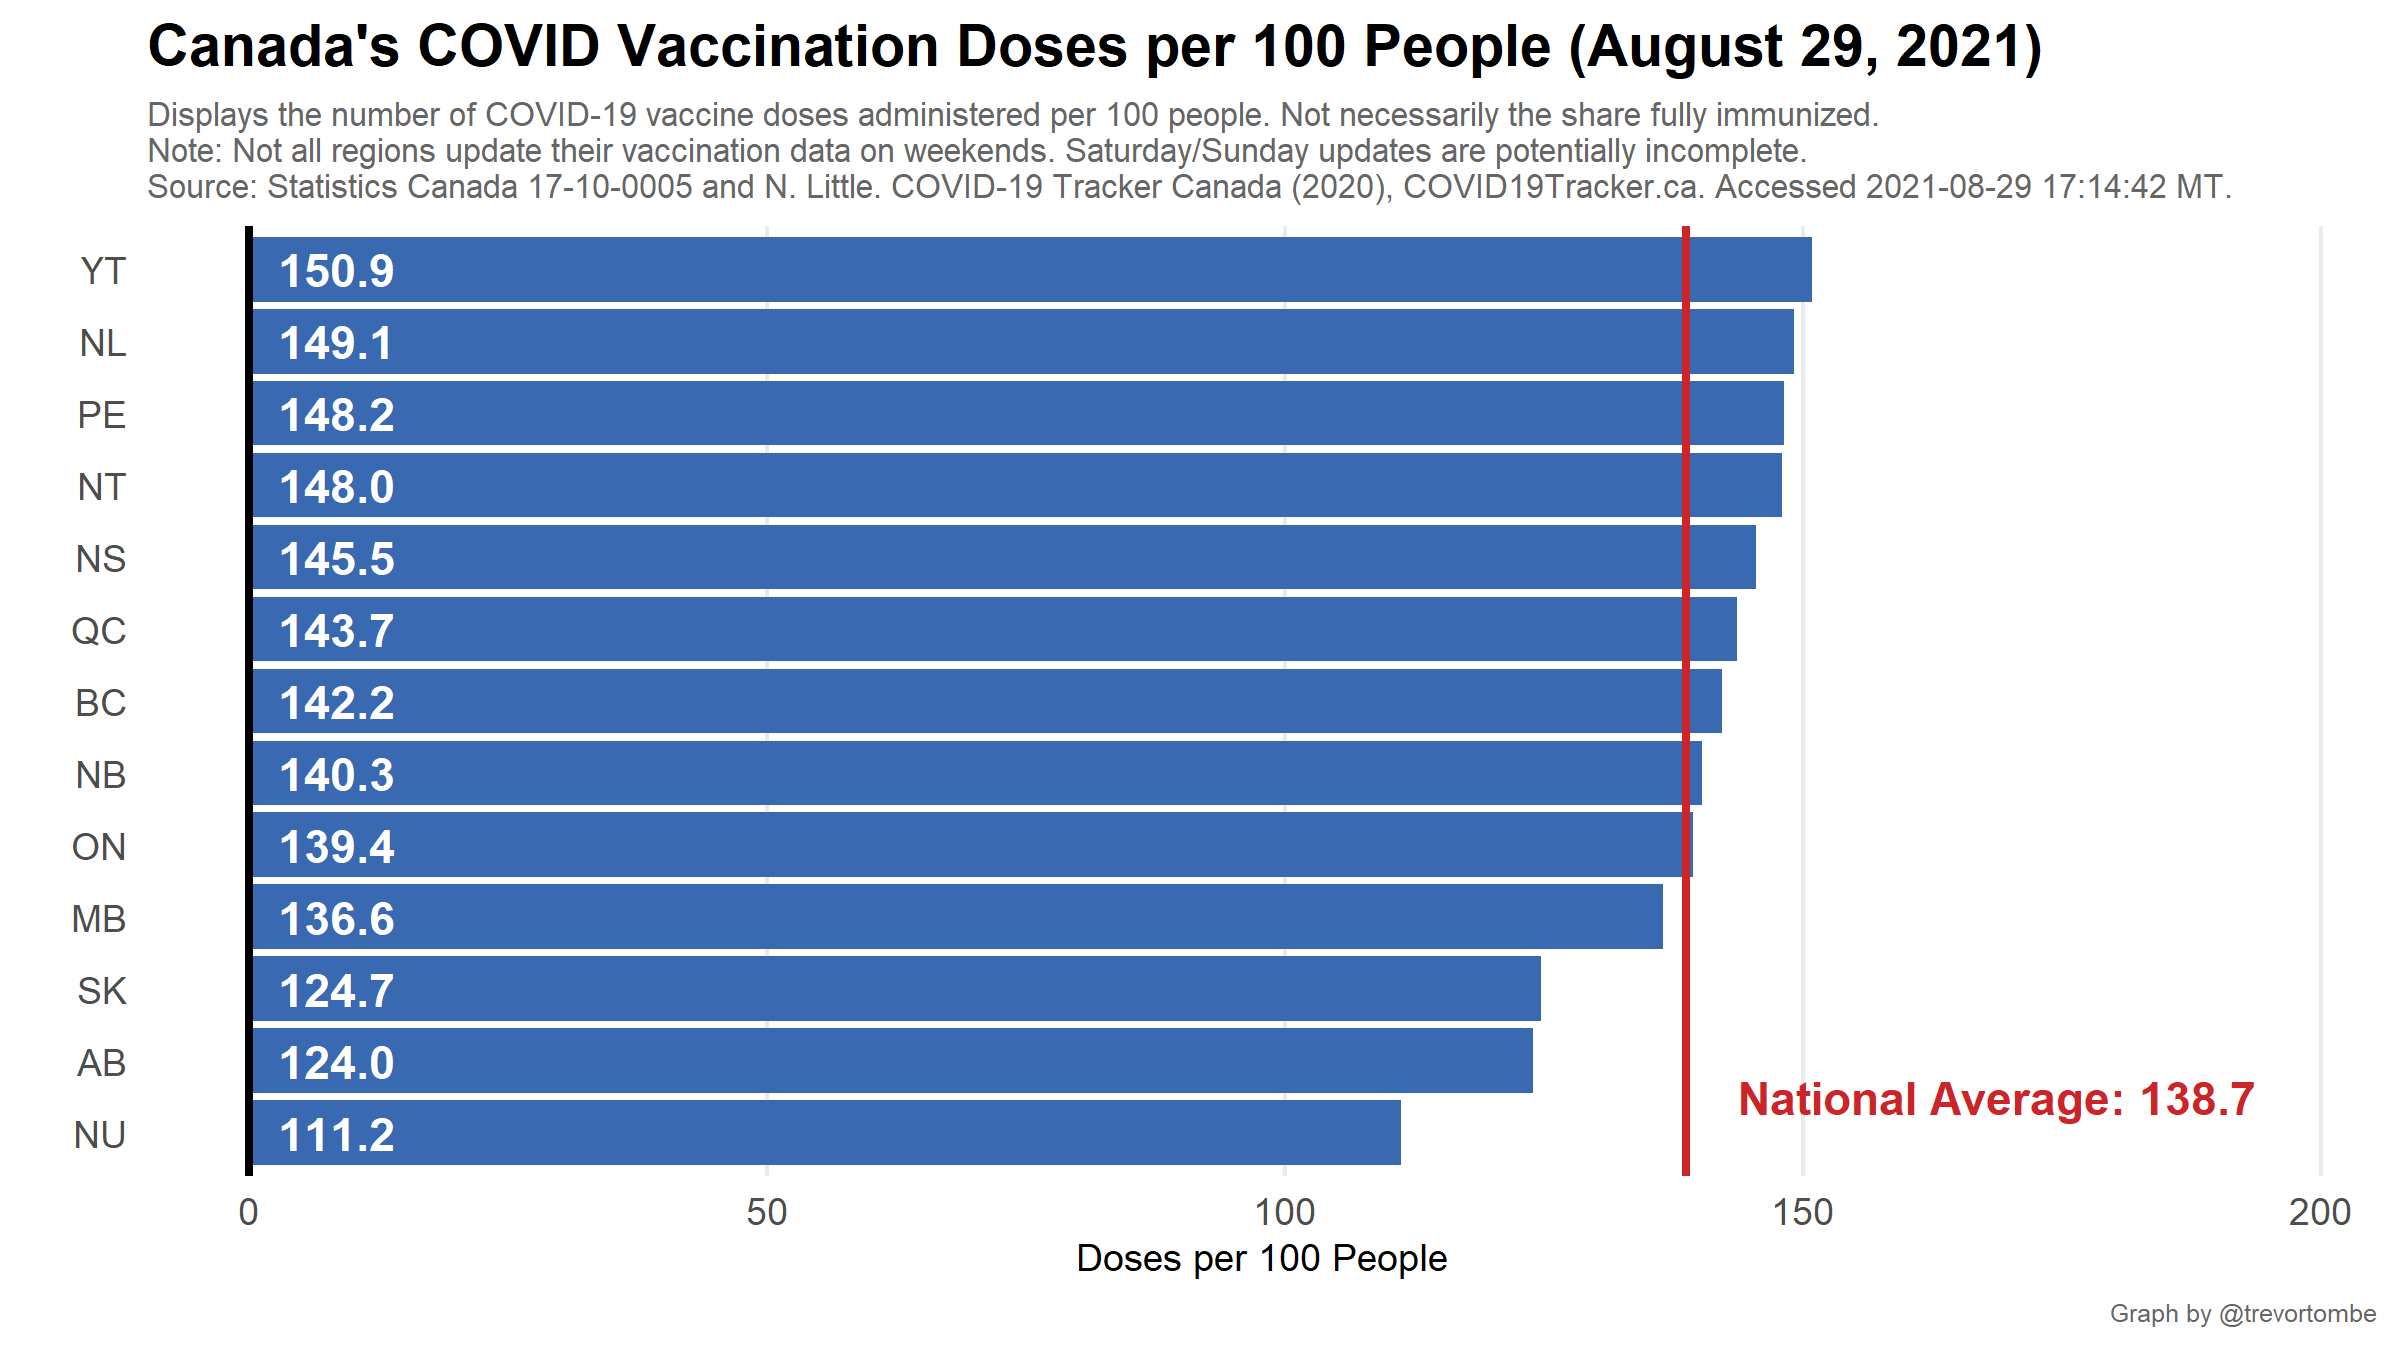 Canada's COVID Vaccination Doses per 100 People (August 29, 2021)
Displays the number of COVID-19 vaccine doses administered per 100 people. Not necessarily the share fully immunized.
Note: Not all regions update their vaccination data on weekends. Saturday/Sunday updates are potentially incomplete.
Source: Statistics Canada 17-10-0005 and N. Little. COVID-19 Tracker Canada (2020), COVID19Tracker.ca. Accessed 2021-08-29 17:14:42 MT.
YT 150.9
NL 149.1
PE 148.2
NT 148.0
NS 145.5
QC 143.7
BC 142.2
NB 140.3
ON 139.4
MB 136.6
SK 124.7
AB 124.0
National Average: 138.7
NU 111.2
0 50 100 150 200
Doses per 100 People
Graph by @trevortombe